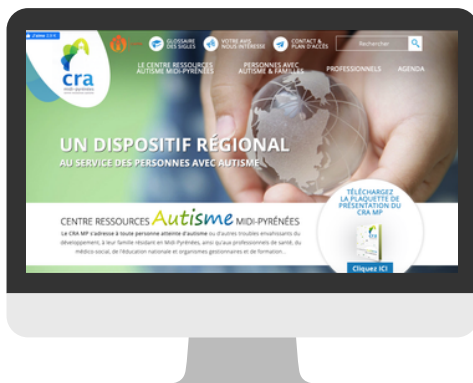 GLOSSAIRE
DES SIGLES
VOTRE AVIS
NOUS INTÉRESSE
CONTACT &
PLAN D'ACCÈS
Rechercher
cra
LE CENTRE RESSOURCES
AUTISME MIDI-PYRÉNÉES
PERSONNES AVEC
AUTISME & FAMILLES
PROFESSIONNELS
AGENDA
UN DISPOSITIF RÉGIONAL
AU SERVICE DES PERSONNES AVEC AUTISME
TÉLÉCHARGEZ
LA PLAQUETTE DE
PRÉSENTATION DU
CRA MP
Cliquez ICI
CENTRE RESSOURCES Autisme MIDI-PYRÉNÉES
Le CRA MP s'adresse à toute personne atteinte d'autisme ou d'autres troubles envahissants du
développement, à leur famille résidant en Midi-Pyrénées, ainsi qu'aux professionnels de santé, du
médico-social, de l'éducation nationale et organismes gestionnaires et de formation..